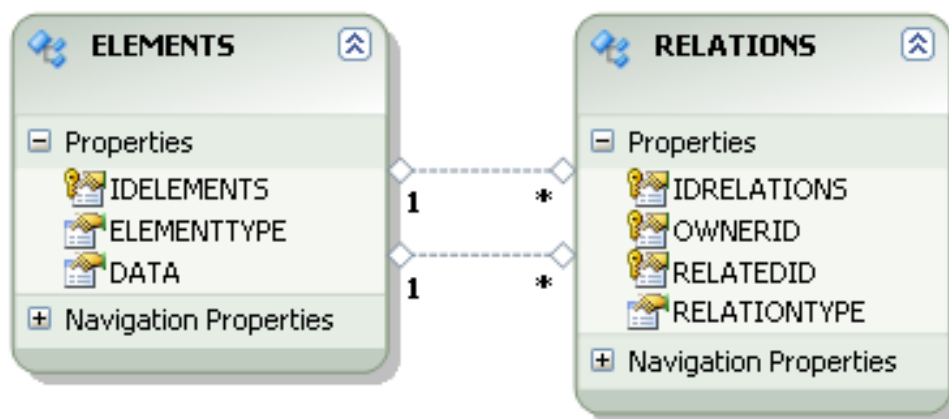 ELEMENTS
Properties
IDELEMENTS
ELEMENTTYPE
DATA
Navigation Properties
1
*
1
*
RELATIONS
Properties
IDRELATIONS
OWNERID
RELATEDID
RELATIONTYPE
Navigation Properties